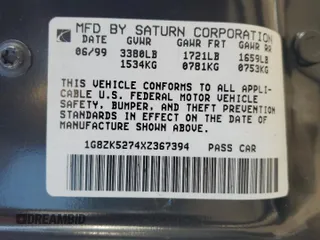 MFD BY SATURN CORPORATION
DATE GVWR GAWR FRT GAWR RR
06/99 3380LB 1721LB 1659LB
1534KG 0781KG 0753KG
THIS VEHICLE CONFORMS TO ALL APPLI-
CABLE U.S. FEDERAL MOTOR VEHICLE
SAFETY, BUMPER, AND THEFT PREVENTION
STANDARDS IN EFFECT ON THE DATE OF
MANUFACTURE SHOWN ABOVE.
1G8ZK5274XZ367394 PASS CAR
DREAMBID